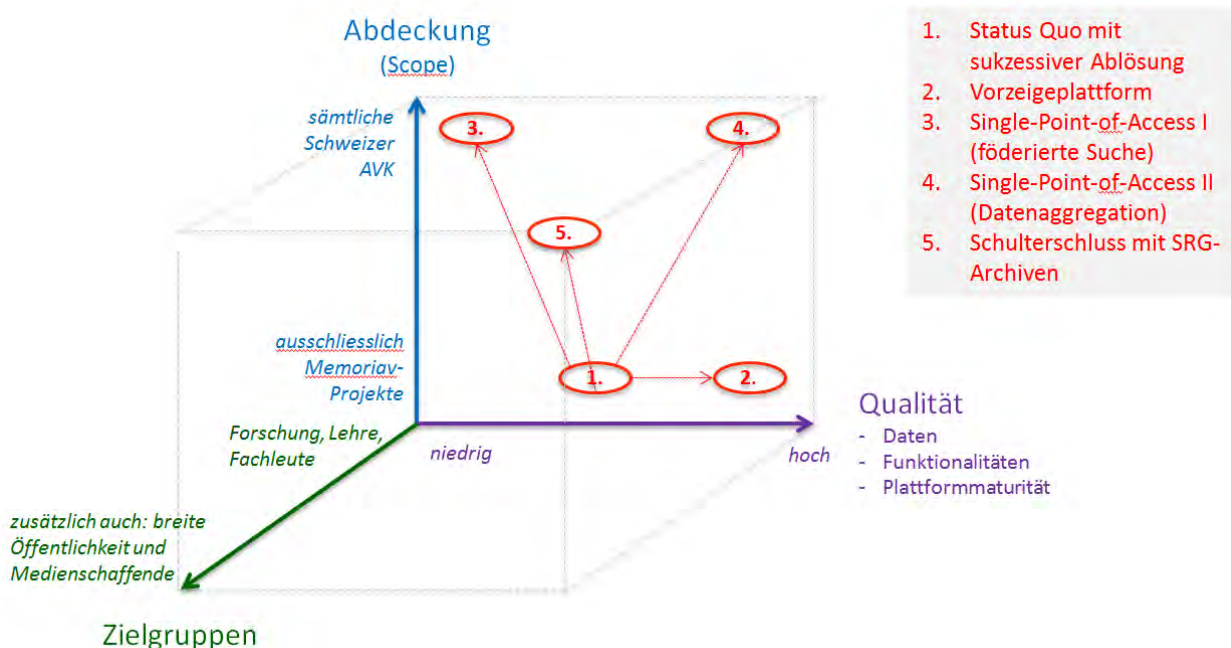 Abdeckung
(Scope)
sämtliche
Schweizer
AVK
3.
4.
5.
ausschliesslich
Memoriav-
Projekte
1.
2.
Forschung, Lehre,
Fachleute
niedrig
hoch
Qualität
- Daten
- Funktionalitäten
- Plattformmaturität
zusätzlich auch: breite
Öffentlichkeit und
Medienschaffende
Zielgruppen
1. Status Quo mit
sukzessiver Ablösung
2. Vorzeigeplattform
3. Single-Point-of-Access I
(föderierte Suche)
4. Single-Point-of-Access II
(Datenaggregation)
5. Schulterschluss mit SRG-
Archiven